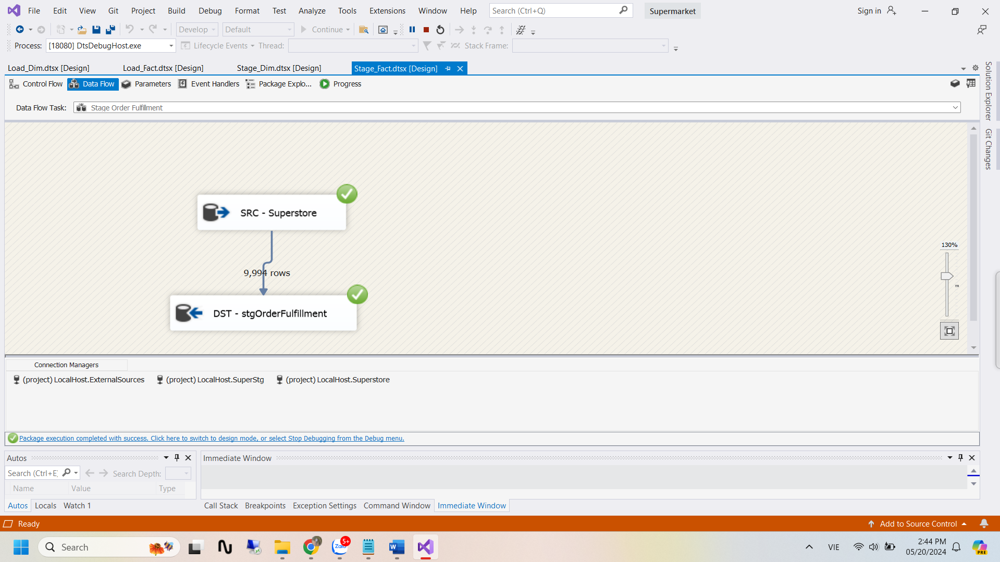 File Edit View Git Project Build Debug Format Test Analyze Tools Extensions Window Help Search (Ctrl+Q) Supermarket Sign in
Develop Default Continue
Process: [18080] DtsDebugHost.exe Lifecycle Events Thread: Stack Frame:
Load_Dim.dtsx [Design] Load_Fact.dtsx [Design] Stage_Dim.dtsx [Design] Stage_Fact.dtsx [Design]
Control Flow Data Flow Parameters Event Handlers Package Explo... Progress
Data Flow Task: Stage Order Fulfillment
Solution Explorer
Git Changes
SRC - Superstore
130%
9,994 rows
DST - stgOrderFulfillment
Connection Managers
(project) LocalHost.ExternalSources (project) LocalHost.SuperStg (project) LocalHost.Superstore
Package execution completed with success. Click here to switch to design mode, or select Stop Debugging from the Debug menu.
Autos Immediate Window
Search (Ctrl+E) Search Depth:
Name Value Type
Autos Locals Watch 1 Call Stack Breakpoints Exception Settings Command Window Immediate Window
Ready Add to Source Control
Search Zalo 5+ W VIE 2:44 PM
05/20/2024 PRE